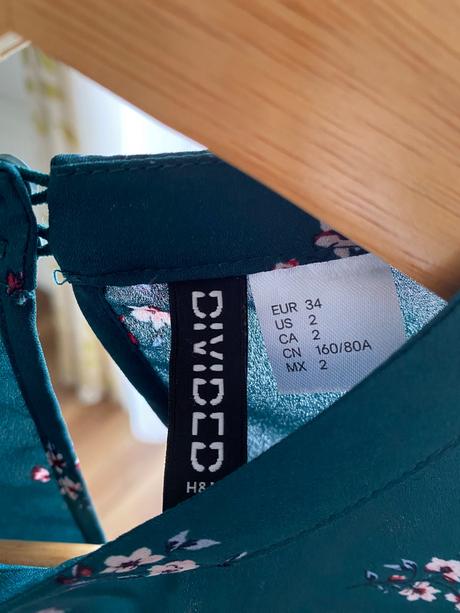 DIVIDED
H&
EUR 34
US 2
CA 2
CN 160/80A
MX 2